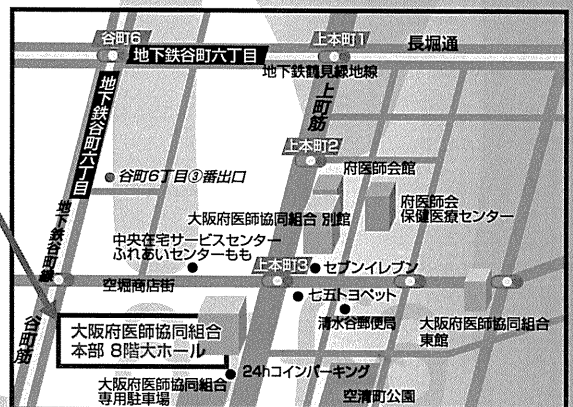 谷町6
上本町1
長堀通
地下鉄谷町六丁目
地下鉄鶴見緑地線
地下鉄谷町六丁目
上町筋
上本町2
谷町6丁目③番出口
府医師会館
大阪府医師協同組合 別館
府医師会
保健医療センター
地下鉄谷町線
中央在宅サービスセンター
ふれあいセンターもも
上本町3
セブンイレブン
空堀商店街
七五トヨペット
清水谷郵便局
大阪府医師協同組合
東館
谷町筋
大阪府医師協同組合
本部 8階大ホール
24hコインパーキング
大阪府医師協同組合
専用駐車場
空清町公園